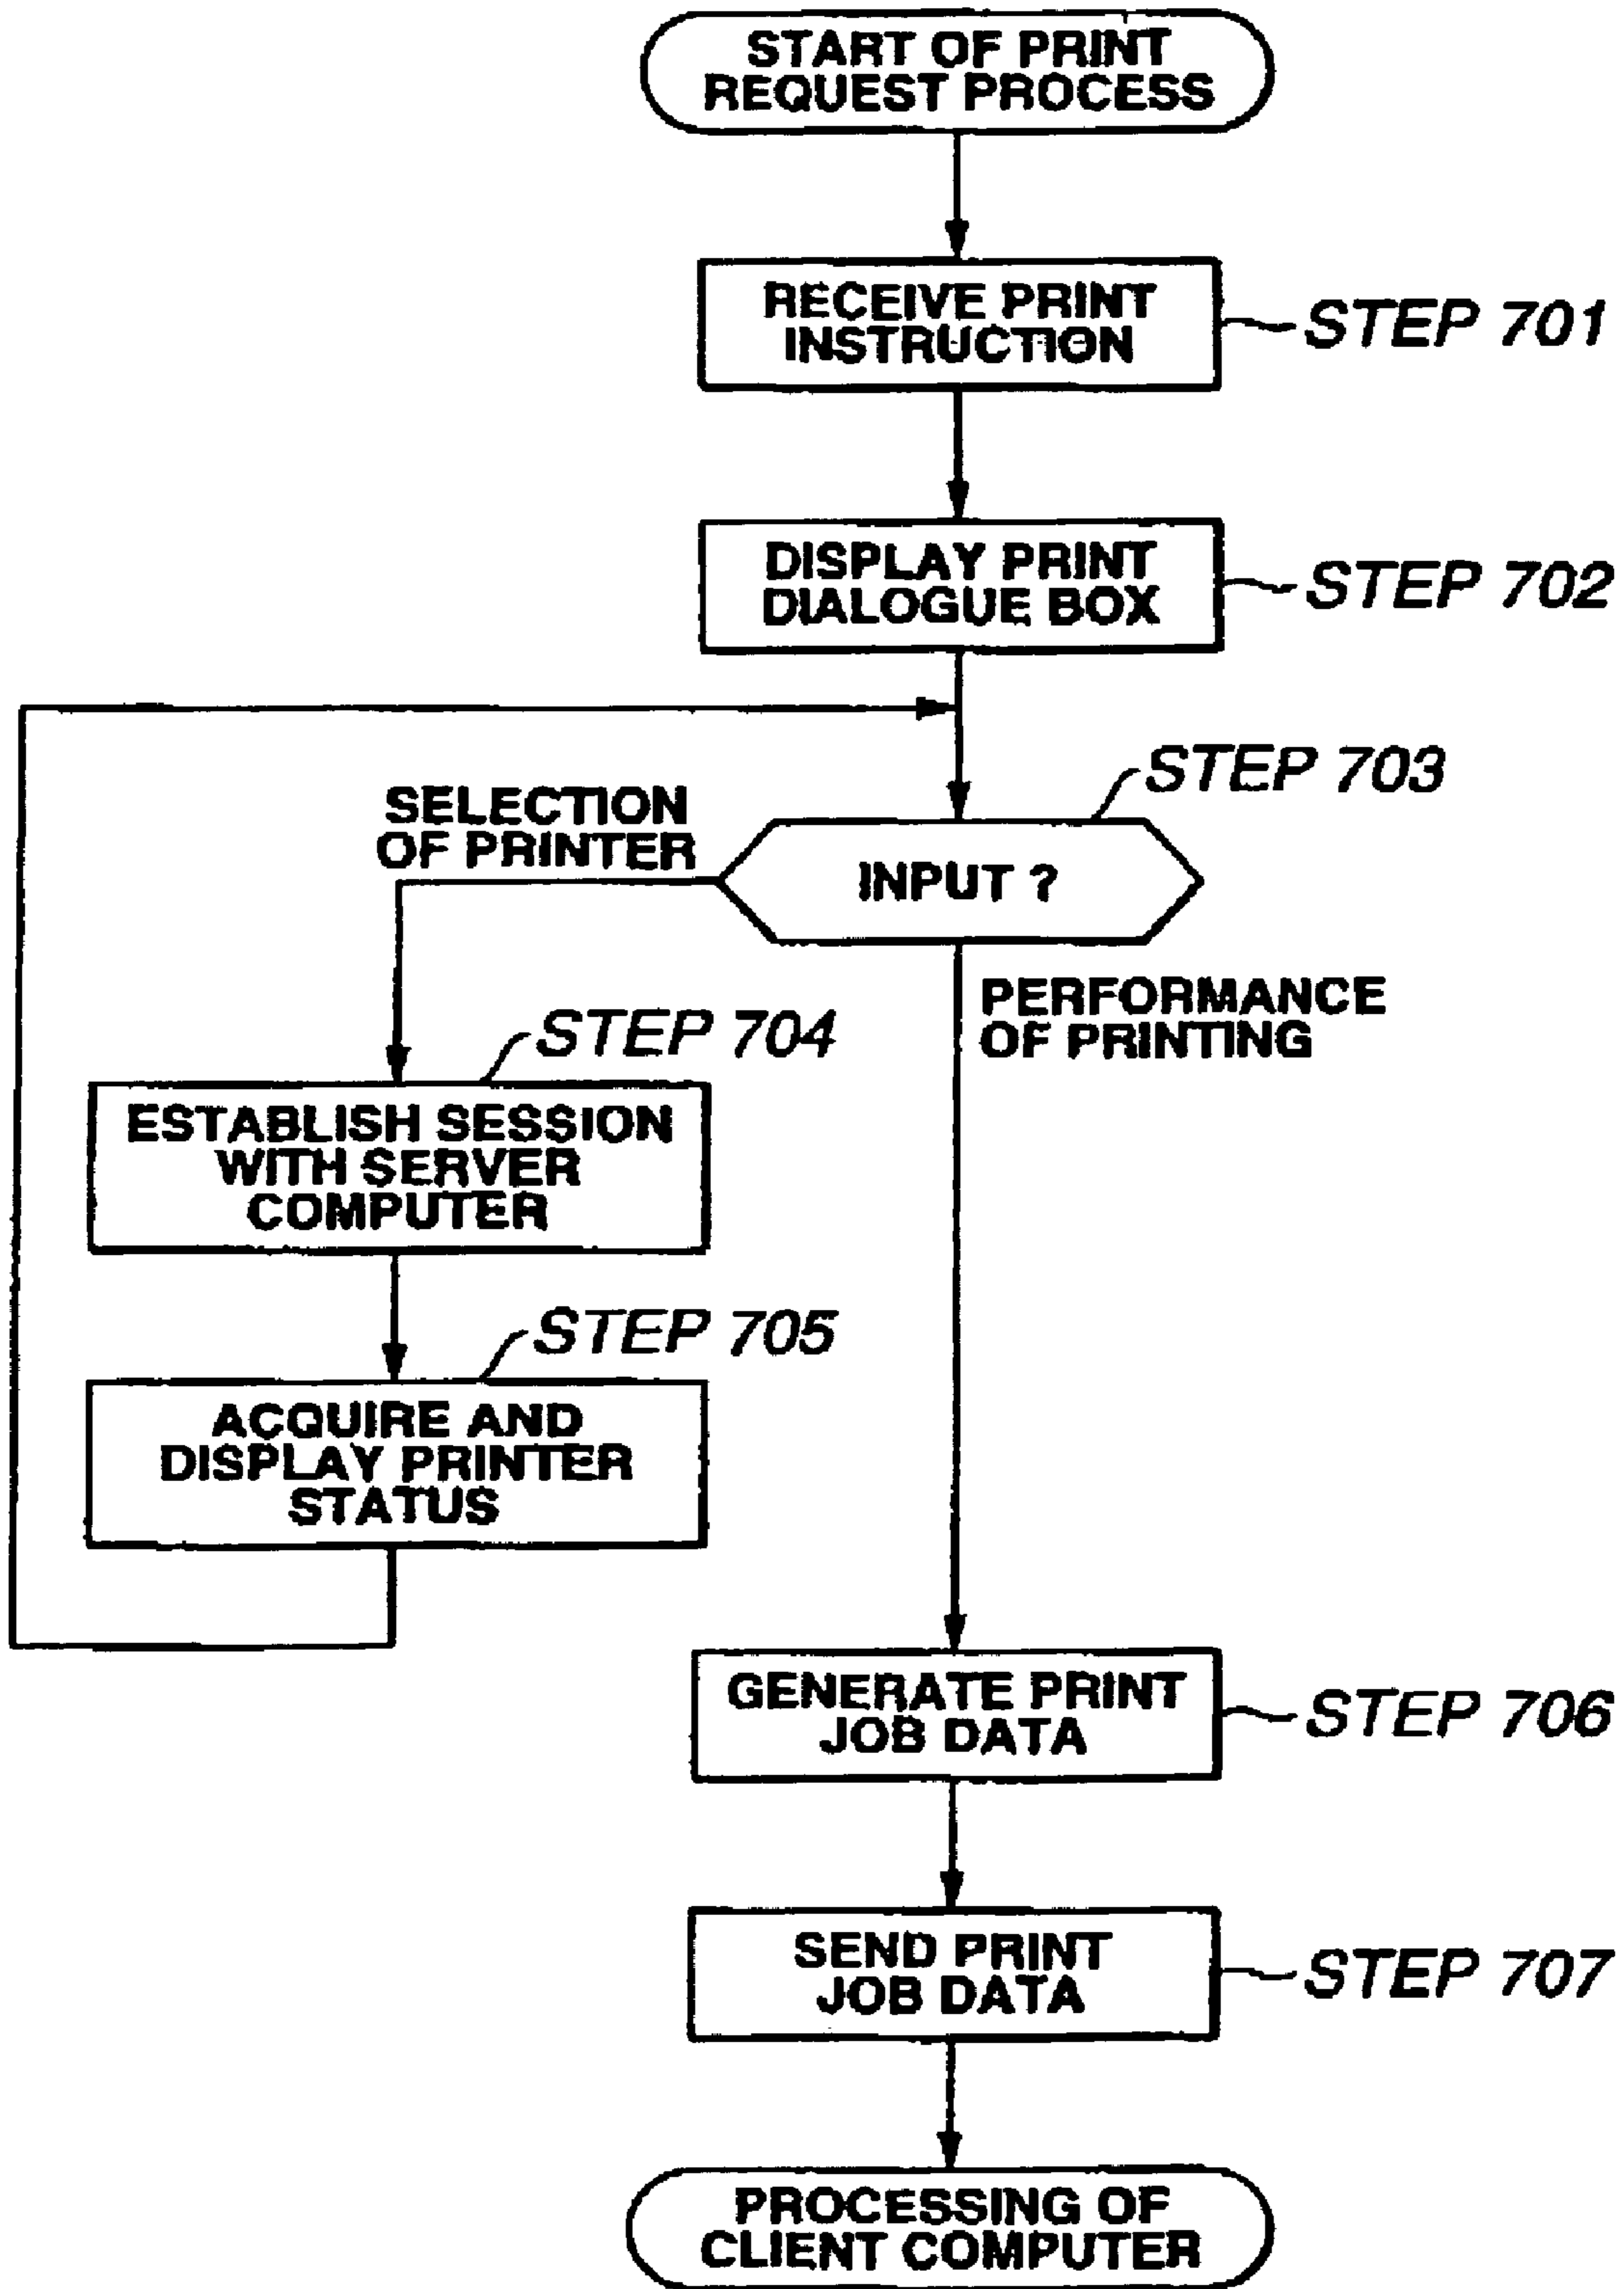 START OF PRINT
REQUEST PROCESS
RECEIVE PRINT
INSTRUCTION
STEP 701
DISPLAY PRINT
DIALOGUE BOX
STEP 702
STEP 703
SELECTION
OF PRINTER
INPUT ?
PERFORMANCE
OF PRINTING
STEP 704
ESTABLISH SESSION
WITH SERVER
COMPUTER
STEP 705
ACQUIRE AND
DISPLAY PRINTER
STATUS
GENERATE PRINT
JOB DATA
STEP 706
SEND PRINT
JOB DATA
STEP 707
PROCESSING OF
CLIENT COMPUTER